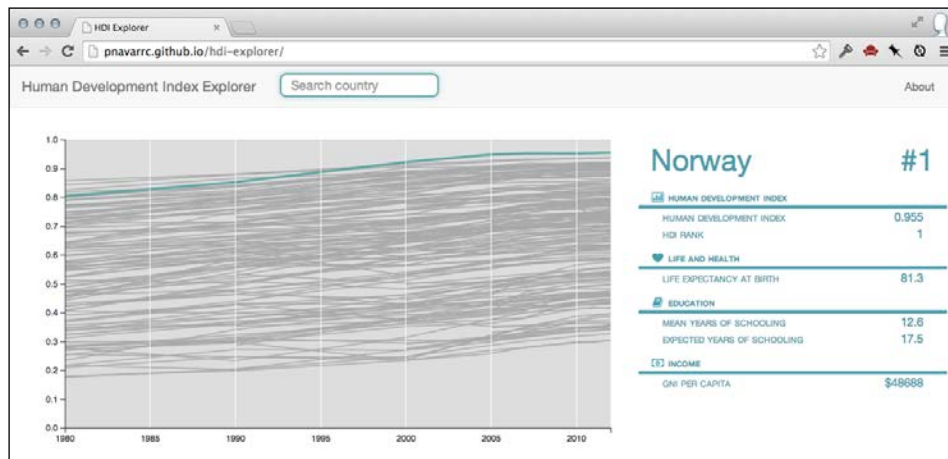 HDI Explorer
pnavarrc.github.io/hdi-explorer/
Human Development Index Explorer
Search country
About
1.0
0.9
0.8
0.7
0.6
0.5
0.4
0.3
0.2
0.1
0.0
1980 1985 1990 1995 2000 2005 2010
Norway #1
HUMAN DEVELOPMENT INDEX
HUMAN DEVELOPMENT INDEX 0.955
HDI RANK 1
LIFE AND HEALTH
LIFE EXPECTANCY AT BIRTH 81.3
EDUCATION
MEAN YEARS OF SCHOOLING 12.6
EXPECTED YEARS OF SCHOOLING 17.5
INCOME
GNI PER CAPITA $48688